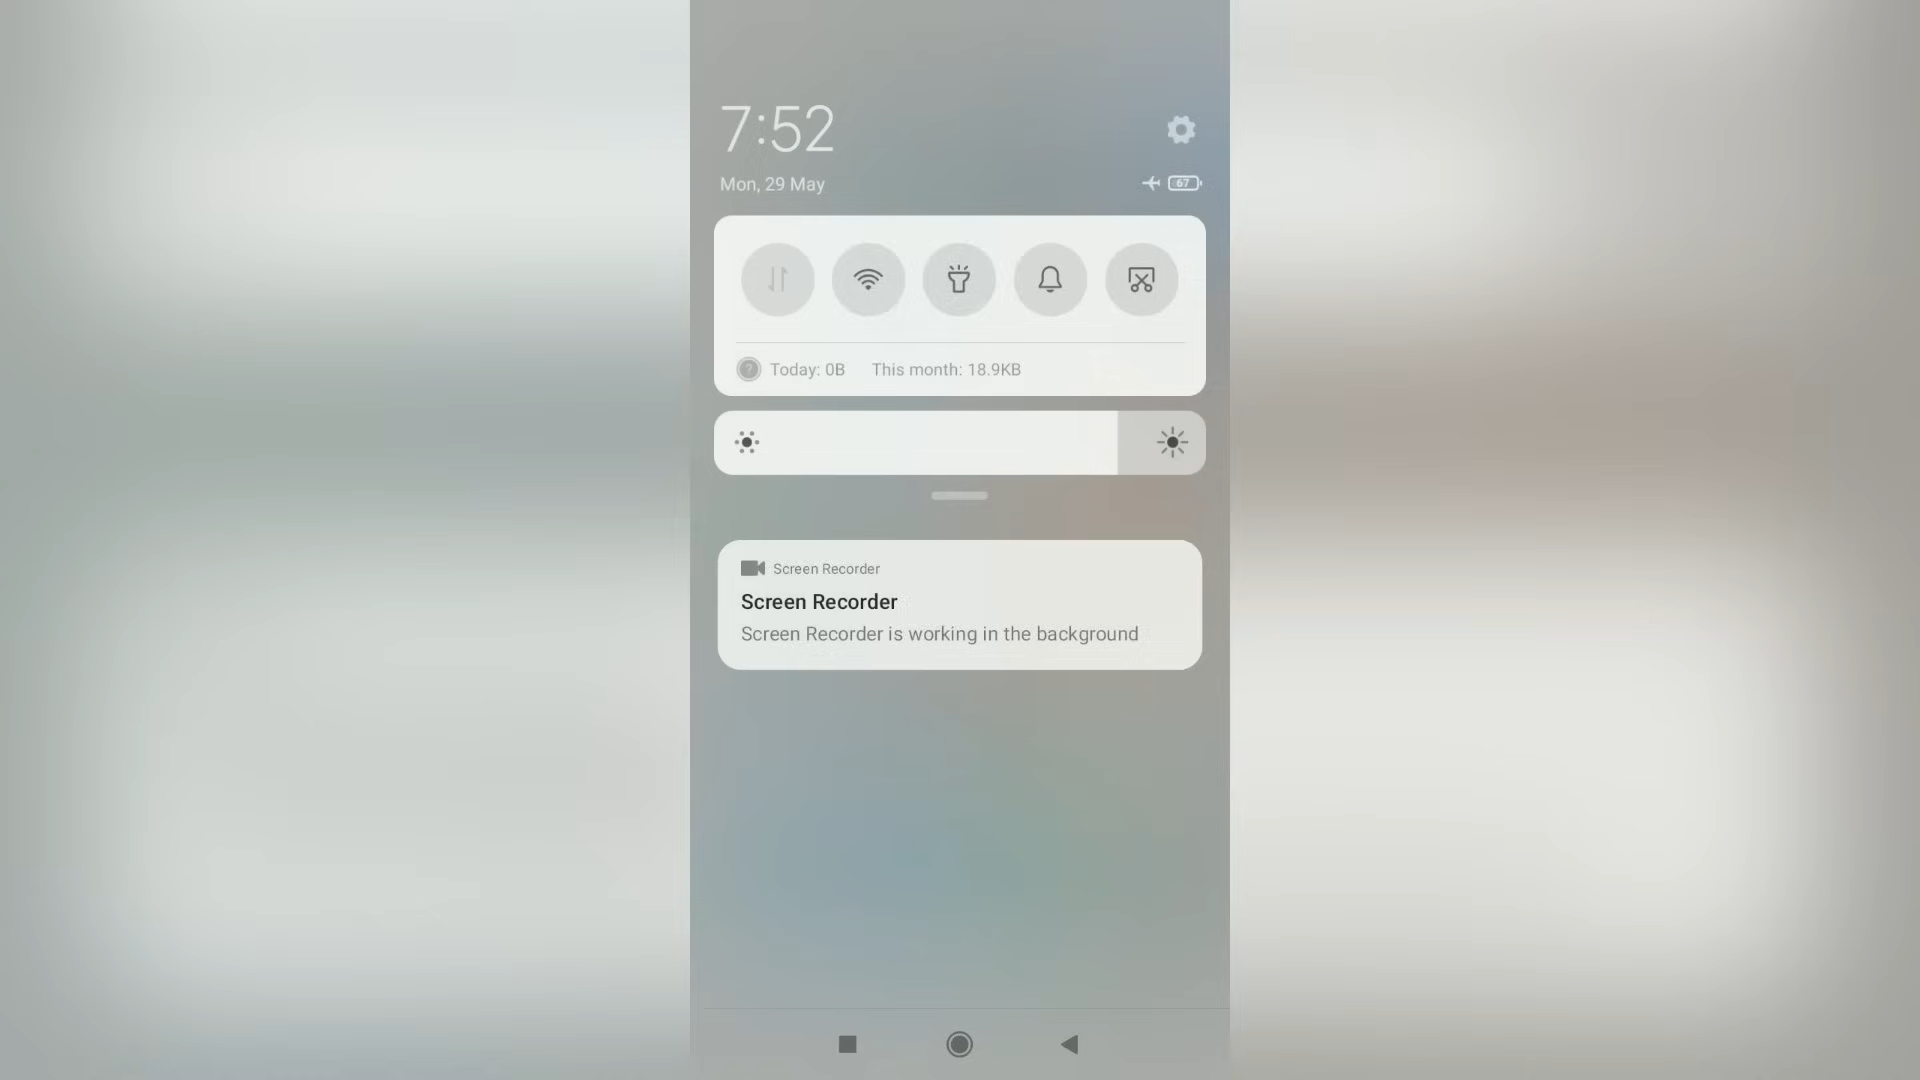 7:52
Mon, 29 May
67
Today: 0B This month: 18.9KB
Screen Recorder
Screen Recorder
Screen Recorder is working in the background